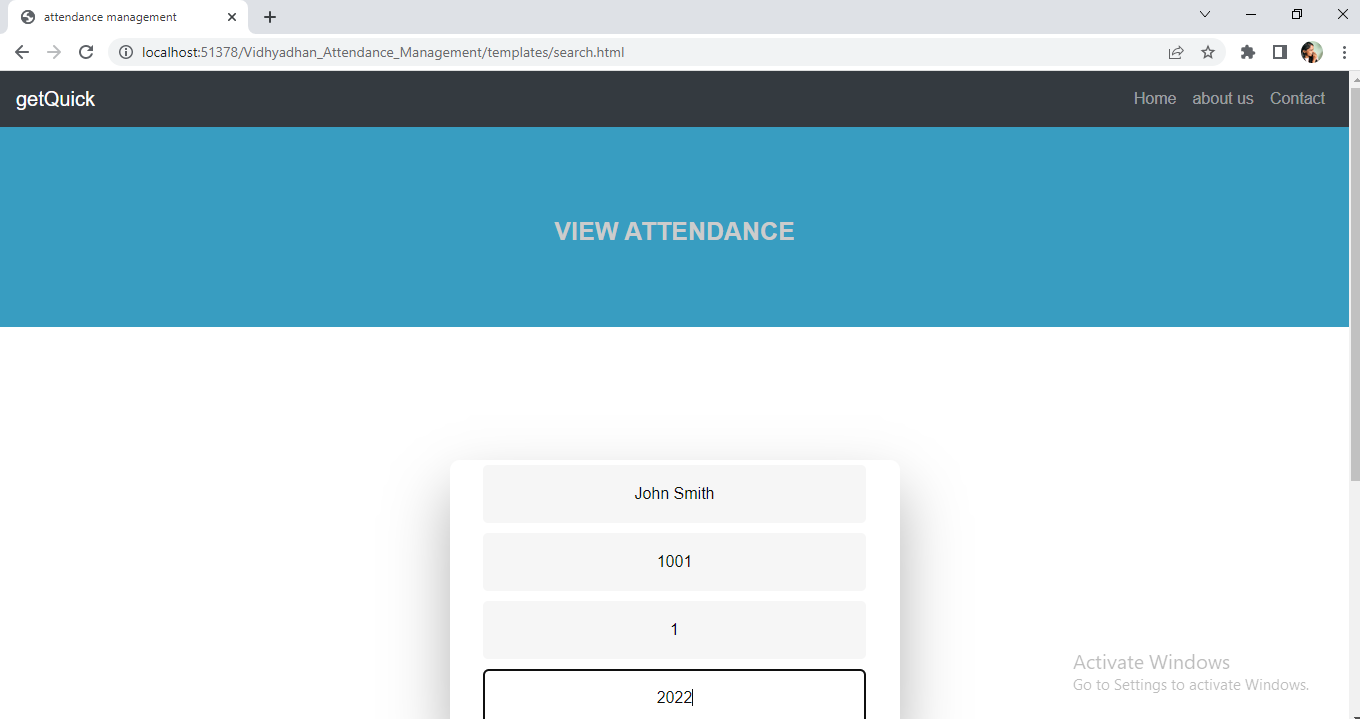 attendance management
localhost:51378/Vidhyadhan_Attendance_Management/templates/search.html
getQuick
Home about us Contact
VIEW ATTENDANCE
John Smith
1001
1
2022
Activate Windows
Go to Settings to activate Windows.